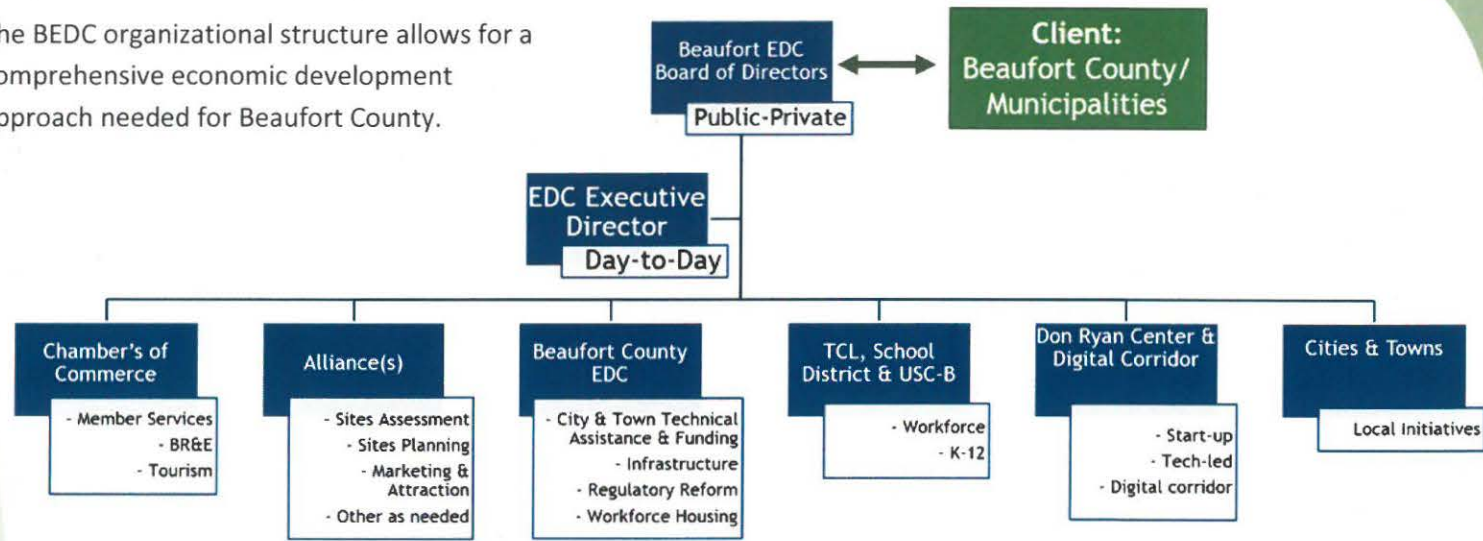 he BEDC organizational structure allows for a
omprehensive economic development
pproach needed for Beaufort County.
Beaufort EDC
Board of Directors
Public-Private
Client:
Beaufort County/
Municipalities
EDC Executive
Director
Day-to-Day
Chamber's of
Commerce
- Member Services
- BR&E
- Tourism
Alliance(s)
- Sites Assessment
- Sites Planning
- Marketing &
Attraction
- Other as needed
Beaufort County
EDC
- City & Town Technical
Assistance & Funding
- Infrastructure
- Regulatory Reform
- Workforce Housing
TCL, School
District & USC-B
- Workforce
- K-12
Don Ryan Center &
Digital Corridor
- Start-up
- Tech-led
- Digital corridor
Cities & Towns
Local Initiatives